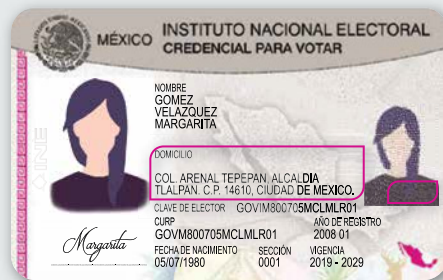 MÉXICO
INSTITUTO NACIONAL ELECTORAL
CREDENCIAL PARA VOTAR
INE
NOMBRE
GOMEZ
VELAZQUEZ
MARGARITA
DOMICILIO
COL. ARENAL TEPEPAN, ALCALDIA
TLALPAN. C.P. 14610, CIUDAD DE MEXICO.
CLAVE DE ELECTOR GOVIM800705MCLMLR01
CURP AÑO DE REGISTRO
GOVM800705MCLMLR01 2008 01
FECHA DE NACIMIENTO SECCIÓN VIGENCIA
05/07/1980 0001 2019 - 2029
Margarita